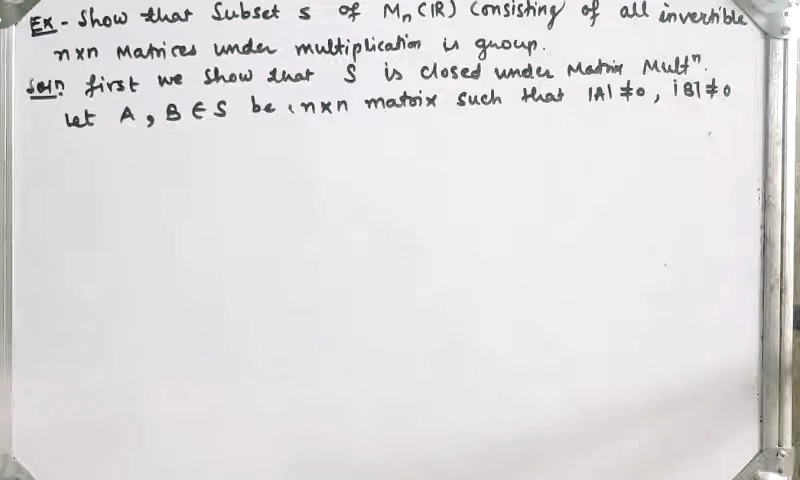 Ex - Show that Subset S of Mn (IR) Consisting of all invertible
n×n Matrices under multiplication is group.
Soln: first we Show that S is closed under Matrix Multn.
Let A, B ∈ S be n×n matrix such that |A| ≠ 0, |B| ≠ 0